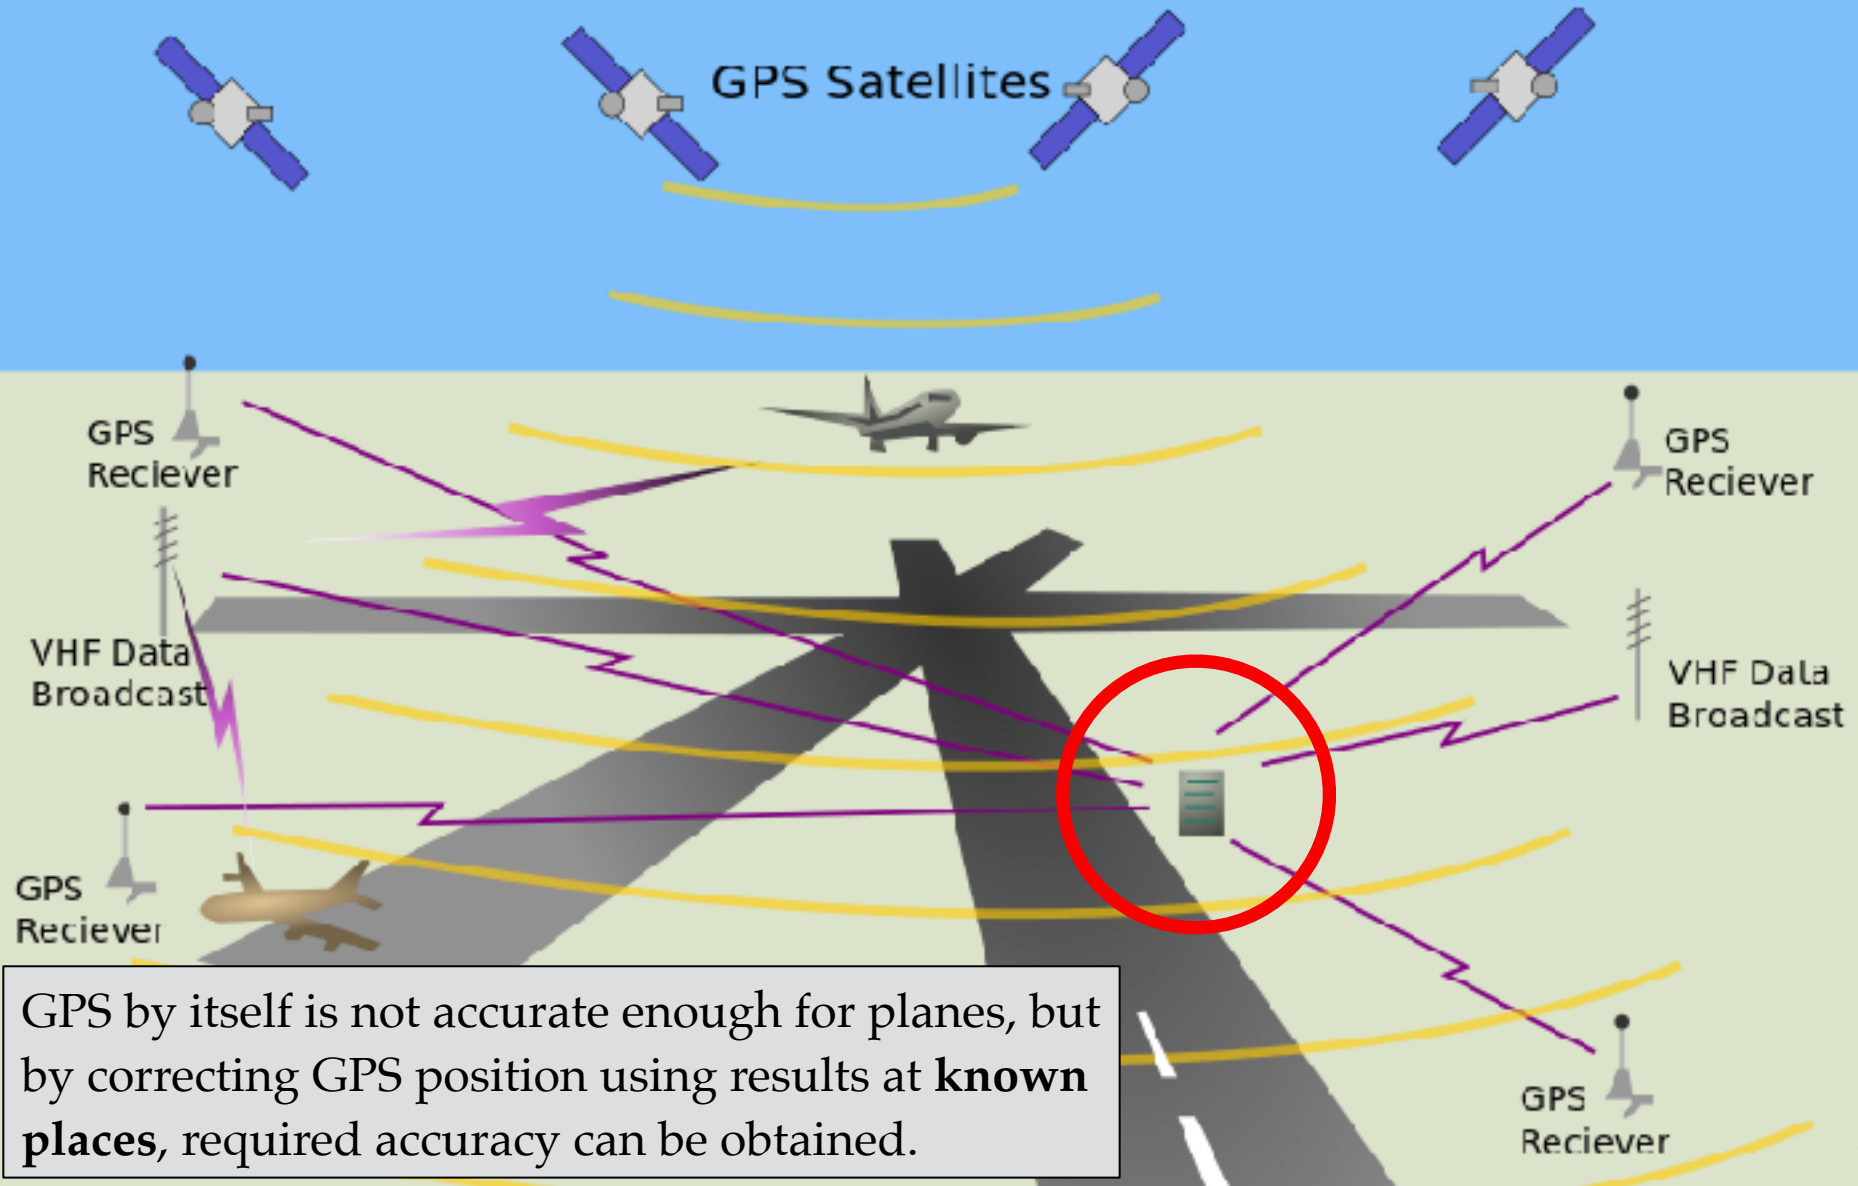 GPS Satellites
GPS
Reciever
GPS
Reciever
VHF Data
Broadcast
VHF Data
Broadcast
GPS
Reciever
GPS by itself is not accurate enough for planes, but
by correcting GPS position using results at known
places, required accuracy can be obtained.
GPS
Reciever